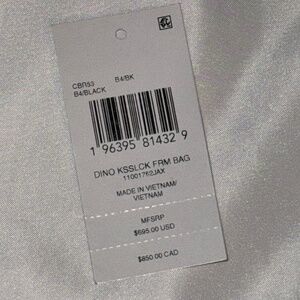 CBR53 B4/BK
B4/BLACK
1 96395 81432 9
DINO KSSLCK FRM BAG
11001762JAX
MADE IN VIETNAM/
VIETNAM
MFSRP
$695.00 USD
$850.00 CAD